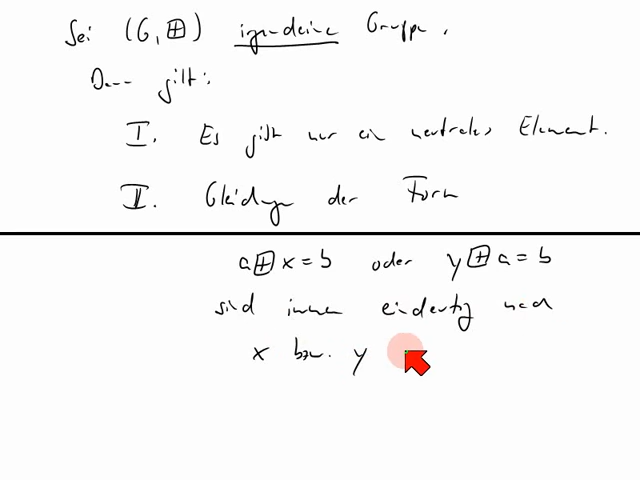 Sei (G, ⊞) irgendeine Gruppe.
Dann gilt:
I. Es gibt nur ein neutrales Element.
II. Gleichungen der Form
a ⊞ x = b oder y ⊞ a = b
sind immer eindeutig nach
x bzw. y